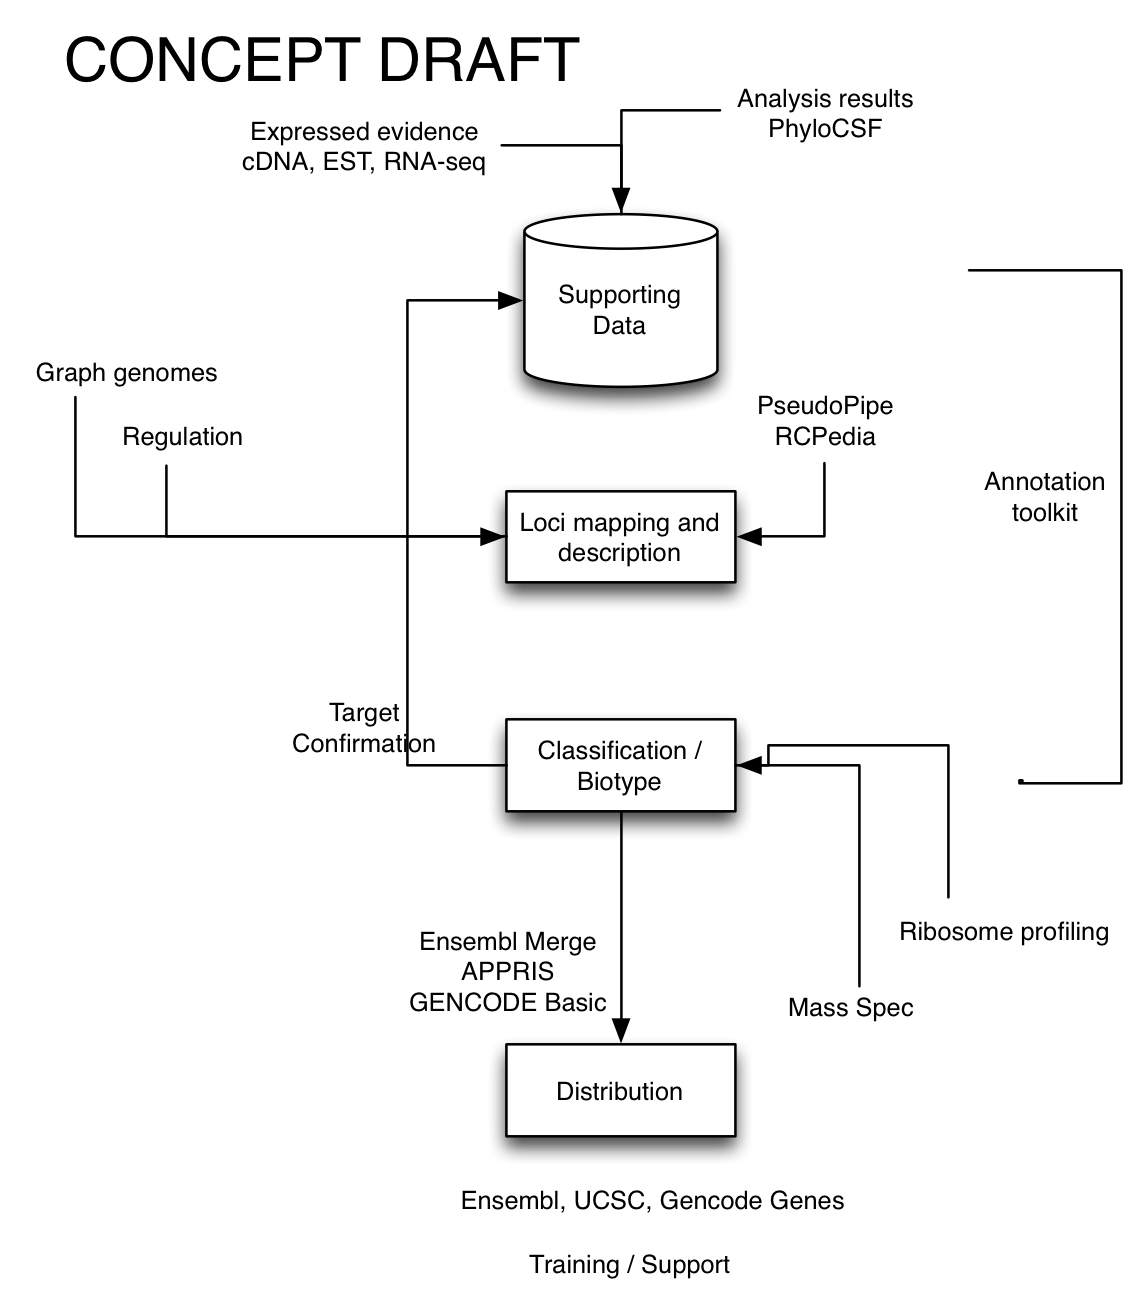 CONCEPT DRAFT
Analysis results
PhyloCSF
Expressed evidence
cDNA, EST, RNA-seq
Supporting
Data
Graph genomes
Regulation
PseudoPipe
RCPedia
Annotation
toolkit
Loci mapping and
description
Target
Confirmation
Classification /
Biotype
Ribosome profiling
Ensembl Merge
APPRIS
GENCODE Basic
Mass Spec
Distribution
Ensembl, UCSC, Gencode Genes
Training / Support